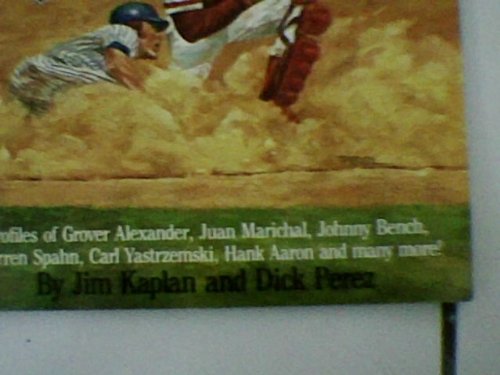 ofiles of Grover Alexander, Juan Marichal, Johnny Bench,
rren Spahn, Carl Yastrzemski, Hank Aaron and many more!
By Jim Kaplan and Dick Perez